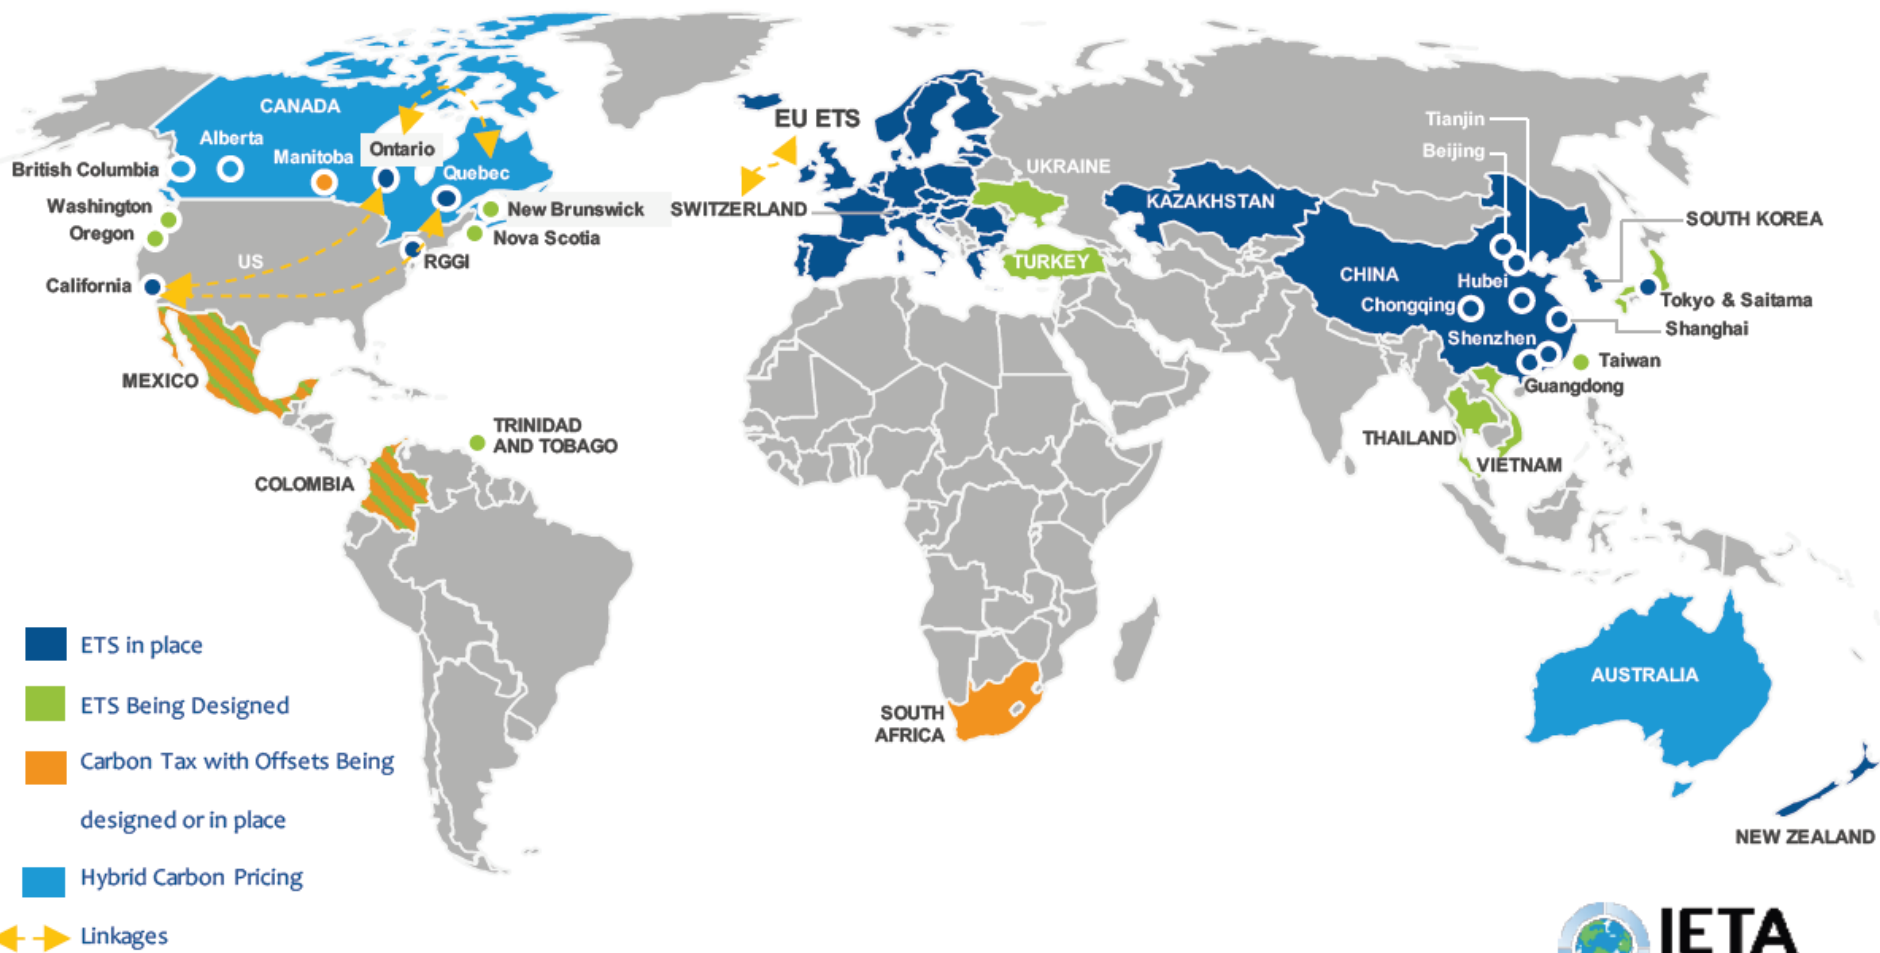 CANADA
Alberta
British Columbia
Manitoba
Ontario
Quebec
Washington
Oregon
New Brunswick
Nova Scotia
US
RGGI
California
MEXICO
TRINIDAD
AND TOBAGO
COLOMBIA
EU ETS
SWITZERLAND
UKRAINE
TURKEY
KAZAKHSTAN
Tianjin
Beijing
SOUTH KOREA
CHINA
Hubei
Chongqing
Tokyo & Saitama
Shanghai
Shenzhen
Taiwan
Guangdong
THAILAND
VIETNAM
SOUTH
AFRICA
AUSTRALIA
NEW ZEALAND
ETS in place
ETS Being Designed
Carbon Tax with Offsets Being
designed or in place
Hybrid Carbon Pricing
Linkages
IETA